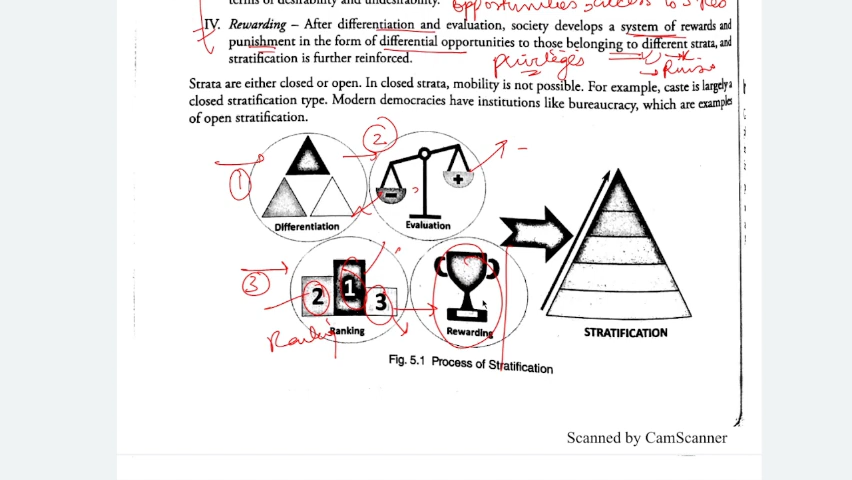 terms of desirability and undesirability. opportunities access to
IV. Rewarding – After differentiation and evaluation, society develops a system of rewards and
punishment in the form of differential opportunities to those belonging to different strata, and
stratification is further reinforced. privileges
Strata are either closed or open. In closed strata, mobility is not possible. For example, caste is largely a
closed stratification type. Modern democracies have institutions like bureaucracy, which are examples
of open stratification.
1
2
Differentiation
Evaluation
3
2 1 3
Ranking
Ranking
Rewarding
STRATIFICATION
Fig. 5.1 Process of Stratification
Scanned by CamScanner